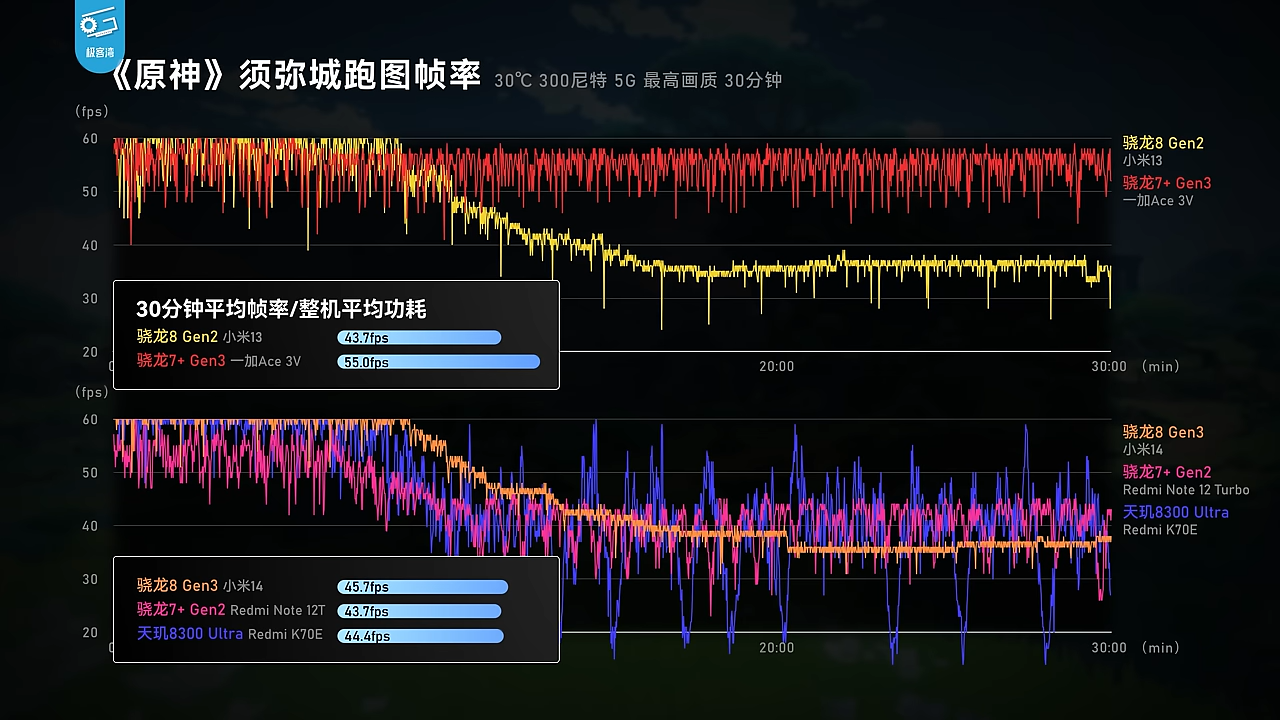 极客湾
《原神》须弥城跑图帧率 30℃ 300尼特 5G 最高画质 30分钟
(fps)
60
50
40
30
20
骁龙8 Gen2
小米13
骁龙7+ Gen3
一加Ace 3V
30分钟平均帧率/整机平均功耗
骁龙8 Gen2 小米13 43.7fps
骁龙7+ Gen3 一加Ace 3V 55.0fps
20:00 30:00 (min)
(fps)
60
50
40
30
20
骁龙8 Gen3
小米14
骁龙7+ Gen2
Redmi Note 12 Turbo
天玑8300 Ultra
Redmi K70E
骁龙8 Gen3 小米14 45.7fps
骁龙7+ Gen2 Redmi Note 12T 43.7fps
天玑8300 Ultra Redmi K70E 44.4fps
20:00 30:00 (min)